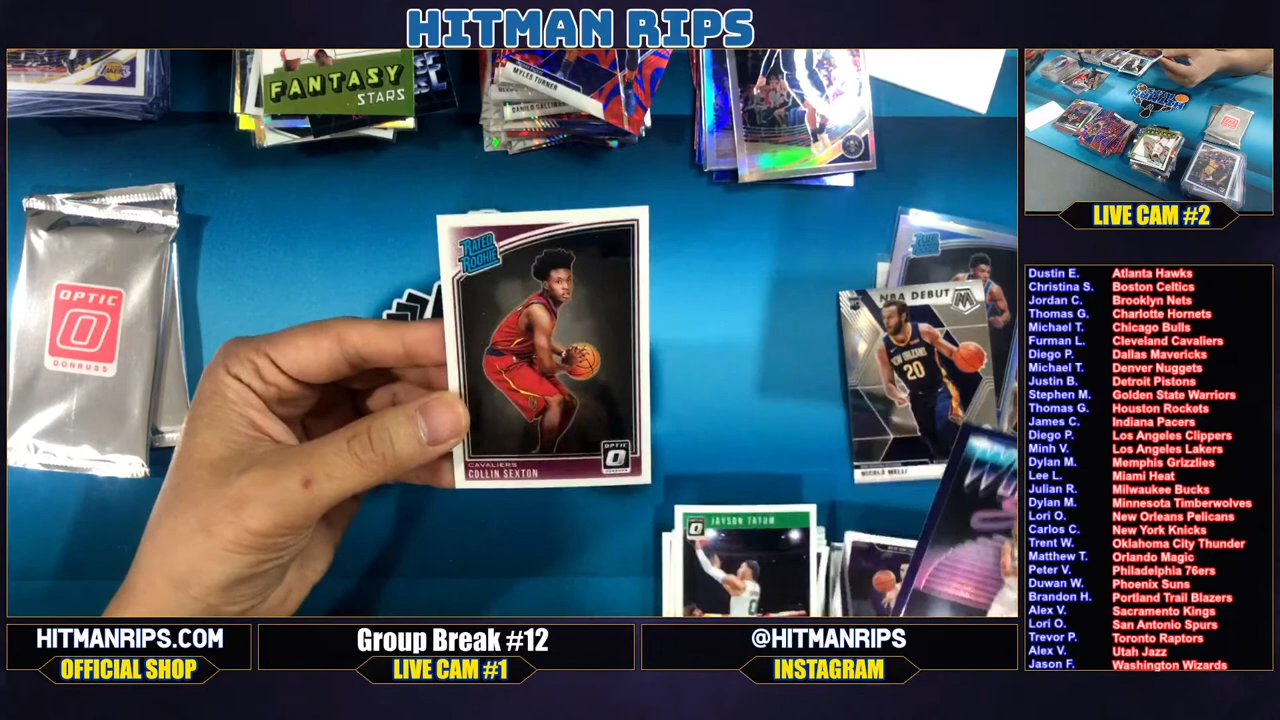 HITMAN RIPS
FANTASY
STARS
MYLES TURNER
OPTIC
DONRUSS
RATED
ROOKIE
OPTIC
CAVALIERS
COLLIN SEXTON
NBA DEBUT
NEW ORLEANS
20
NICOLO MELLI
JAYSON TATUM
LIVE CAM #2
Dustin E. Atlanta Hawks
Christina S. Boston Celtics
Jordan C. Brooklyn Nets
Thomas G. Charlotte Hornets
Michael T. Chicago Bulls
Furman L. Cleveland Cavaliers
Diego P. Dallas Mavericks
Michael T. Denver Nuggets
Justin B. Detroit Pistons
Stephen M. Golden State Warriors
Thomas G. Houston Rockets
James C. Indiana Pacers
Diego P. Los Angeles Clippers
Minh V. Los Angeles Lakers
Dylan M. Memphis Grizzlies
Lee L. Miami Heat
Julian R. Milwaukee Bucks
Dylan M. Minnesota Timberwolves
Lori O. New Orleans Pelicans
Carlos C. New York Knicks
Trent W. Oklahoma City Thunder
Matthew T. Orlando Magic
Peter V. Philadelphia 76ers
Duwan W. Phoenix Suns
Brandon H. Portland Trail Blazers
Alex V. Sacramento Kings
Lori O. San Antonio Spurs
Trevor P. Toronto Raptors
Alex V. Utah Jazz
Jason F. Washington Wizards
HITMANRIPS.COM
OFFICIAL SHOP
Group Break #12
LIVE CAM #1
@HITMANRIPS
INSTAGRAM